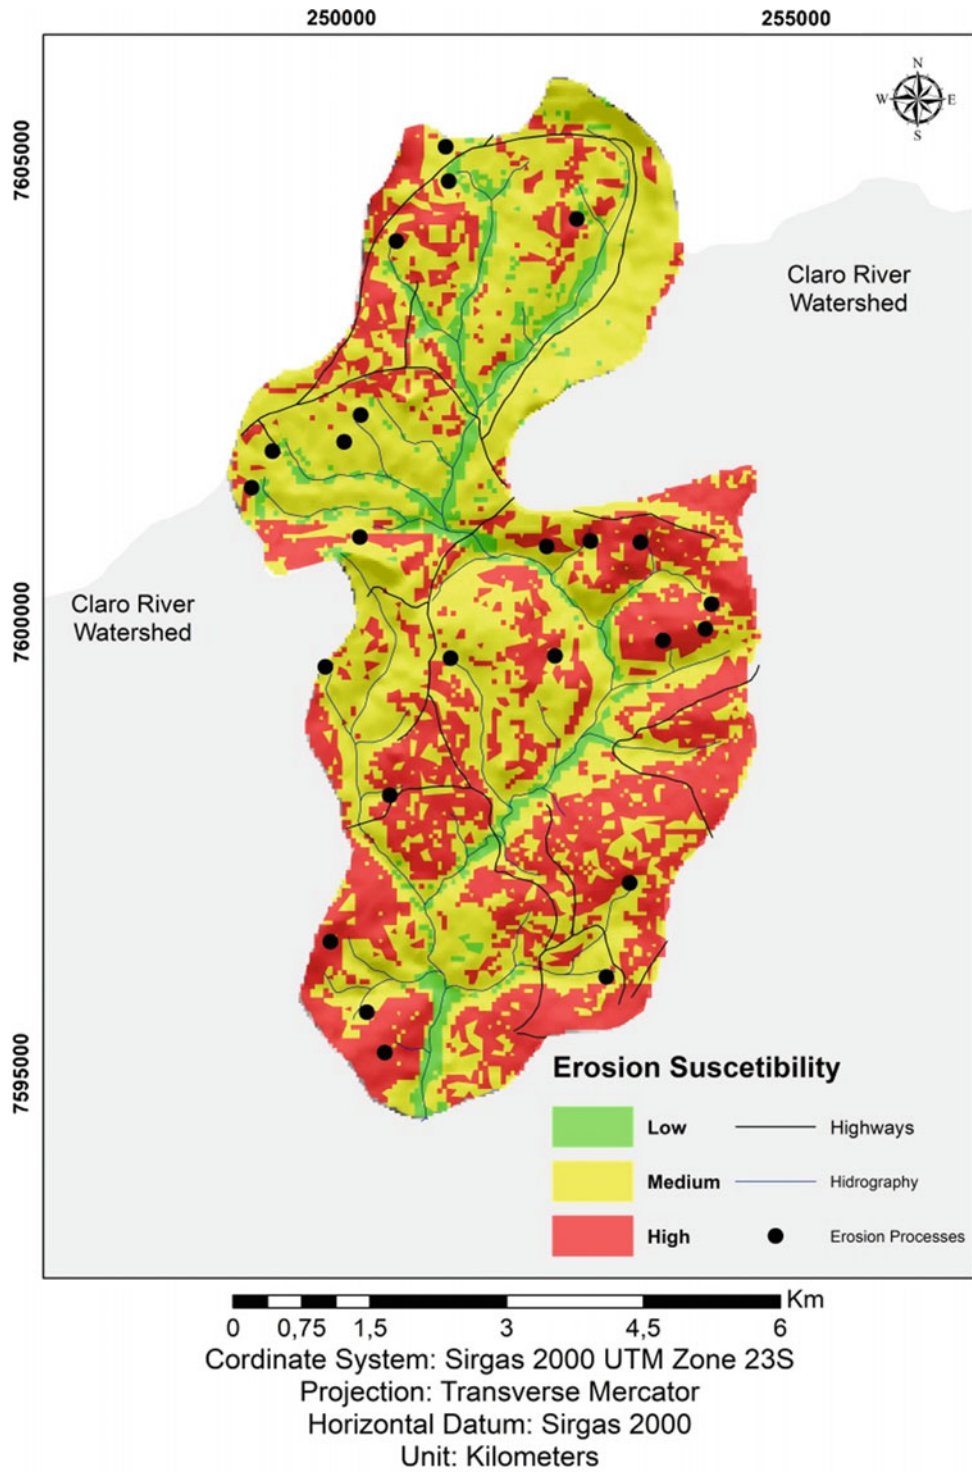 250000
255000
N
W
E
S
7605000
Claro River
Watershed
Claro River
Watershed
7600000
7595000
Erosion Suscetibility
Low
Highways
Medium
Hidrography
High
Erosion Processes
Km
0 0,75 1,5 3 4,5 6
Cordinate System: Sirgas 2000 UTM Zone 23S
Projection: Transverse Mercator
Horizontal Datum: Sirgas 2000
Unit: Kilometers